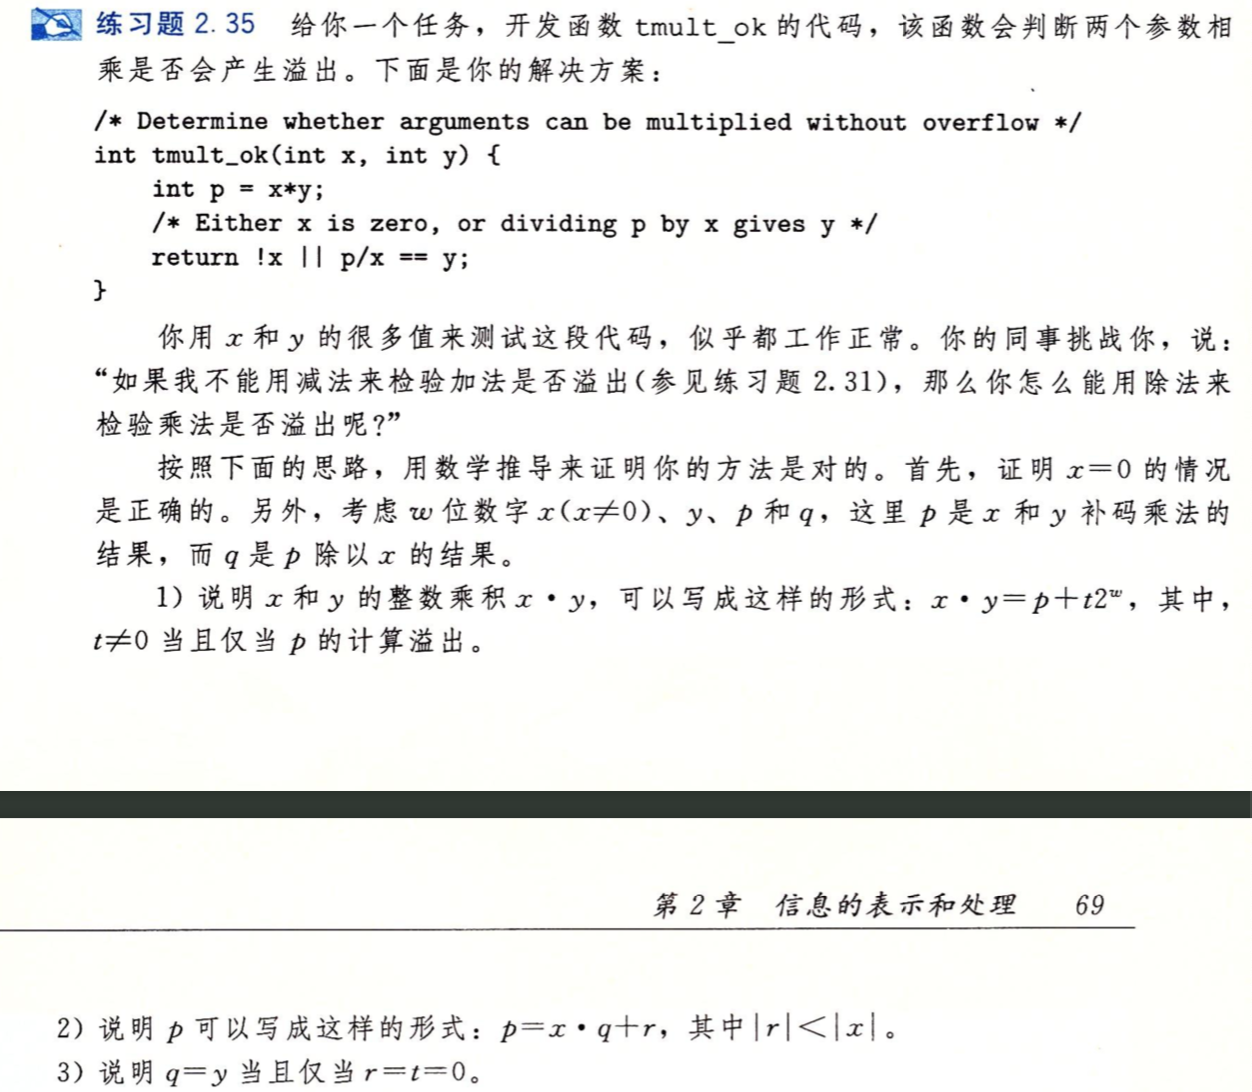 练习题 2.35 给你一个任务，开发函数 tmult_ok 的代码，该函数会判断两个参数相
乘是否会产生溢出。下面是你的解决方案：
/* Determine whether arguments can be multiplied without overflow */
int tmult_ok(int x, int y) {
    int p = x*y;
    /* Either x is zero, or dividing p by x gives y */
    return !x || p/x == y;
}
你用 x 和 y 的很多值来测试这段代码，似乎都工作正常。你的同事挑战你，说：
“如果我不能用减法来检验加法是否溢出(参见练习题 2.31)，那么你怎么能用除法来
检验乘法是否溢出呢?”
按照下面的思路，用数学推导来证明你的方法是对的。首先，证明 x=0 的情况
是正确的。另外，考虑 w 位数字 x(x≠0)、y、p 和 q，这里 p 是 x 和 y 补码乘法的
结果，而 q 是 p 除以 x 的结果。
1) 说明 x 和 y 的整数乘积 x·y，可以写成这样的形式：x·y=p+t2ʷ，其中，
t≠0 当且仅当 p 的计算溢出。
第 2 章 信息的表示和处理 69
2) 说明 p 可以写成这样的形式：p=x·q+r，其中|r|<|x|。
3) 说明 q=y 当且仅当 r=t=0。